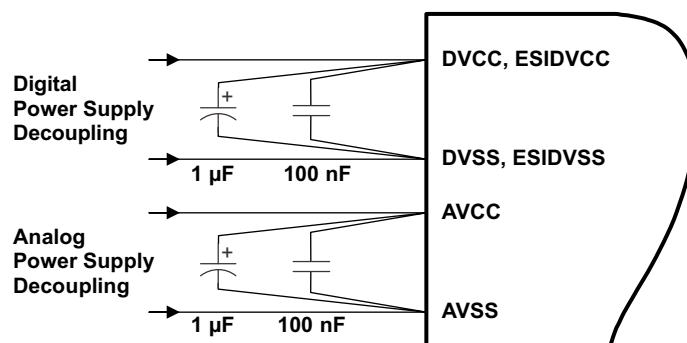 Digital
Power Supply
Decoupling
+
1 µF
100 nF
DVCC, ESIDVCC
DVSS, ESIDVSS
Analog
Power Supply
Decoupling
+
1 µF
100 nF
AVCC
AVSS